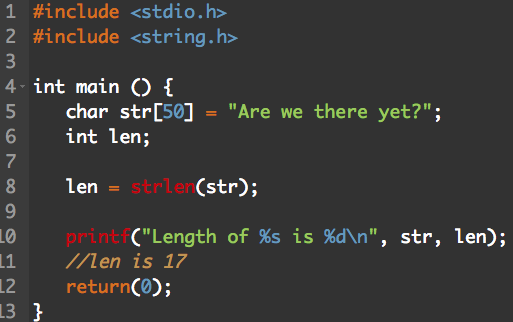 1 #include <stdio.h>
2 #include <string.h>
3
4 int main () {
5 char str[50] = "Are we there yet?";
6 int len;
7
8 len = strlen(str);
9
10 printf("Length of %s is %d\n", str, len);
11 //len is 17
12 return(0);
13 }